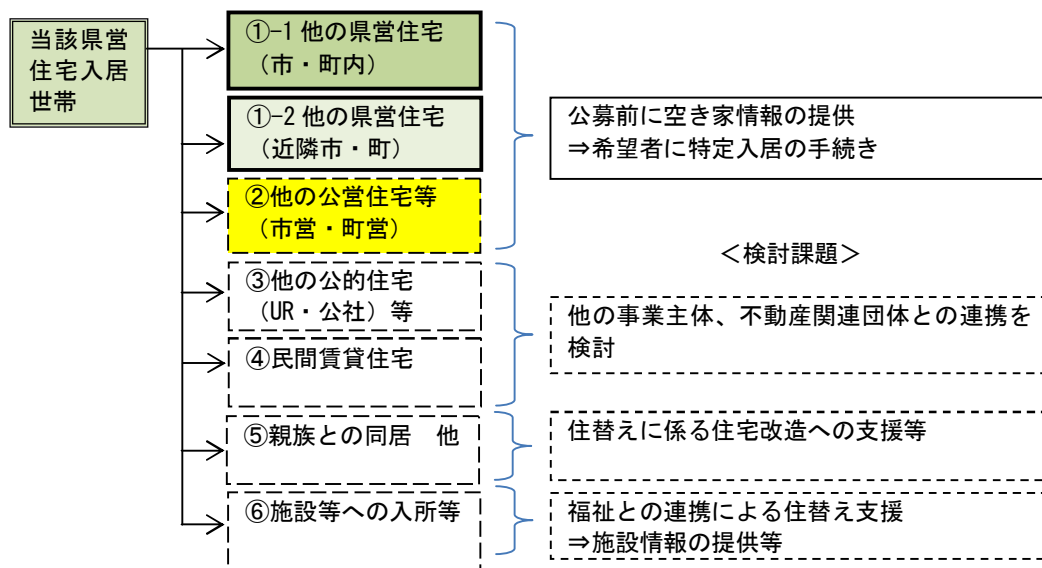 当該県営
住宅入居
世帯
①-1 他の県営住宅
（市・町内）
①-2 他の県営住宅
（近隣市・町）
②他の公営住宅等
（市営・町営）
③他の公的住宅
（UR・公社）等
④民間賃貸住宅
⑤親族との同居　他
⑥施設等への入所等
公募前に空き家情報の提供
⇒希望者に特定入居の手続き
＜検討課題＞
他の事業主体、不動産関連団体との連携を
検討
住替えに係る住宅改造への支援等
福祉との連携による住替え支援
⇒施設情報の提供等